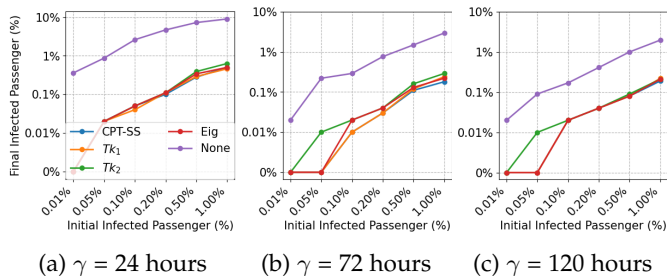 Final Infected Passenger (%)
10%
1%
0.1%
0.01%
0%
CPT-SS
Tk1
Tk2
Eig
None
0.01%
0.05%
0.10%
0.20%
0.50%
1.00%
Initial Infected Passenger (%)
(a) γ = 24 hours
10%
1%
0.1%
0.01%
0%
0.01%
0.05%
0.10%
0.20%
0.50%
1.00%
Initial Infected Passenger (%)
(b) γ = 72 hours
10%
1%
0.1%
0.01%
0%
0.01%
0.05%
0.10%
0.20%
0.50%
1.00%
Initial Infected Passenger (%)
(c) γ = 120 hours